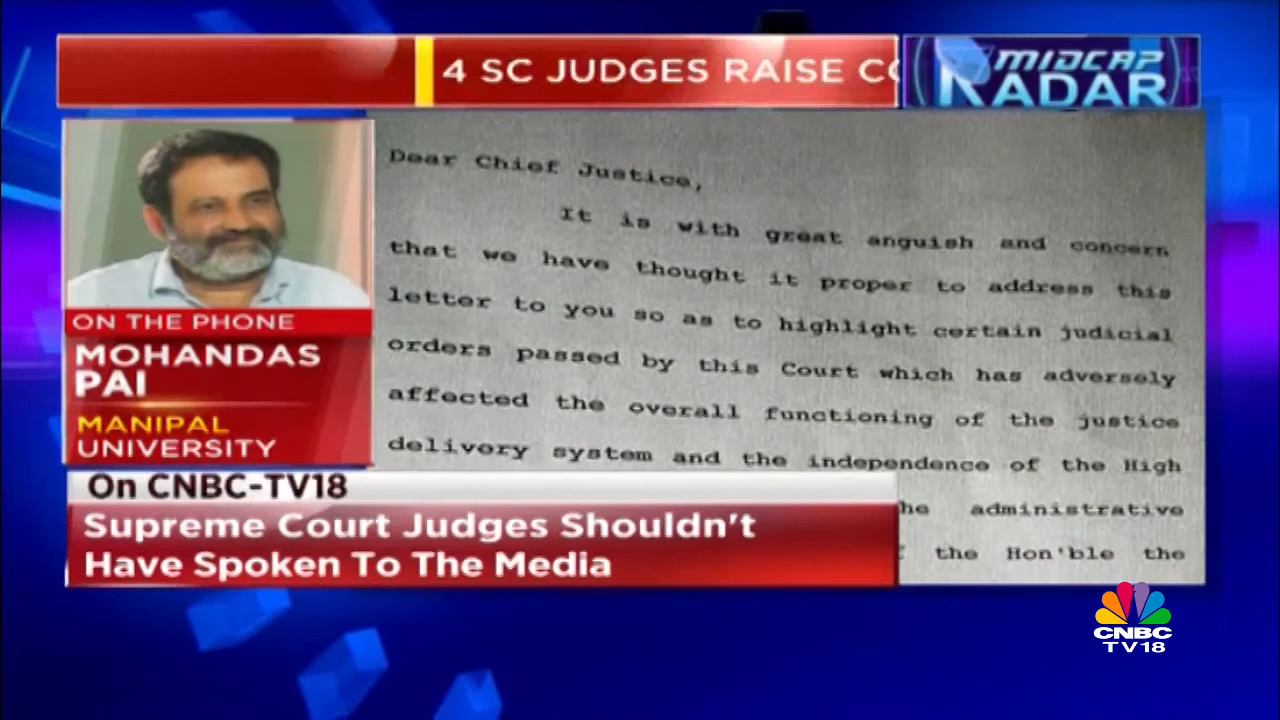 4 SC JUDGES RAISE
MIDCAP
RADAR
Dear Chief Justice,
It is with great anguish and concern
that we have thought it proper to address this
letter to you so as to highlight certain judicial
orders passed by this Court which has adversely
affected the overall functioning of the justice
delivery system and the independence of the High
administrative
the Hon'ble the
ON THE PHONE
MOHANDAS
PAI
MANIPAL
UNIVERSITY
On CNBC-TV18
Supreme Court Judges Shouldn't
Have Spoken To The Media
CNBC
TV18